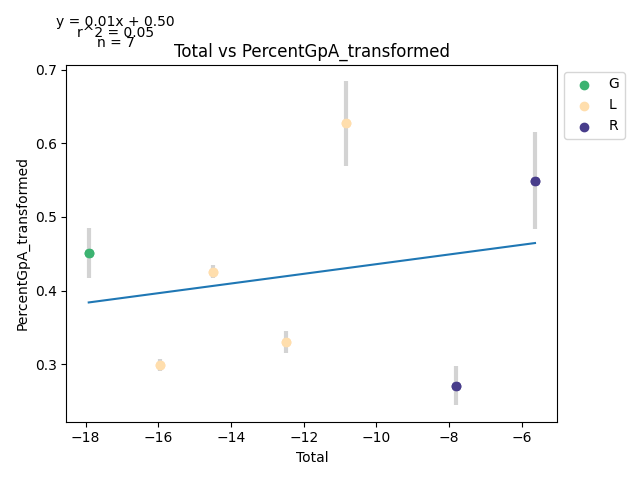 y = 0.01x + 0.50
r^2 = 0.05
n = 7
Total vs PercentGpA_transformed
G
L
R
PercentGpA_transformed
0.7
0.6
0.5
0.4
0.3
−18
−16
−14
−12
−10
−8
−6
Total